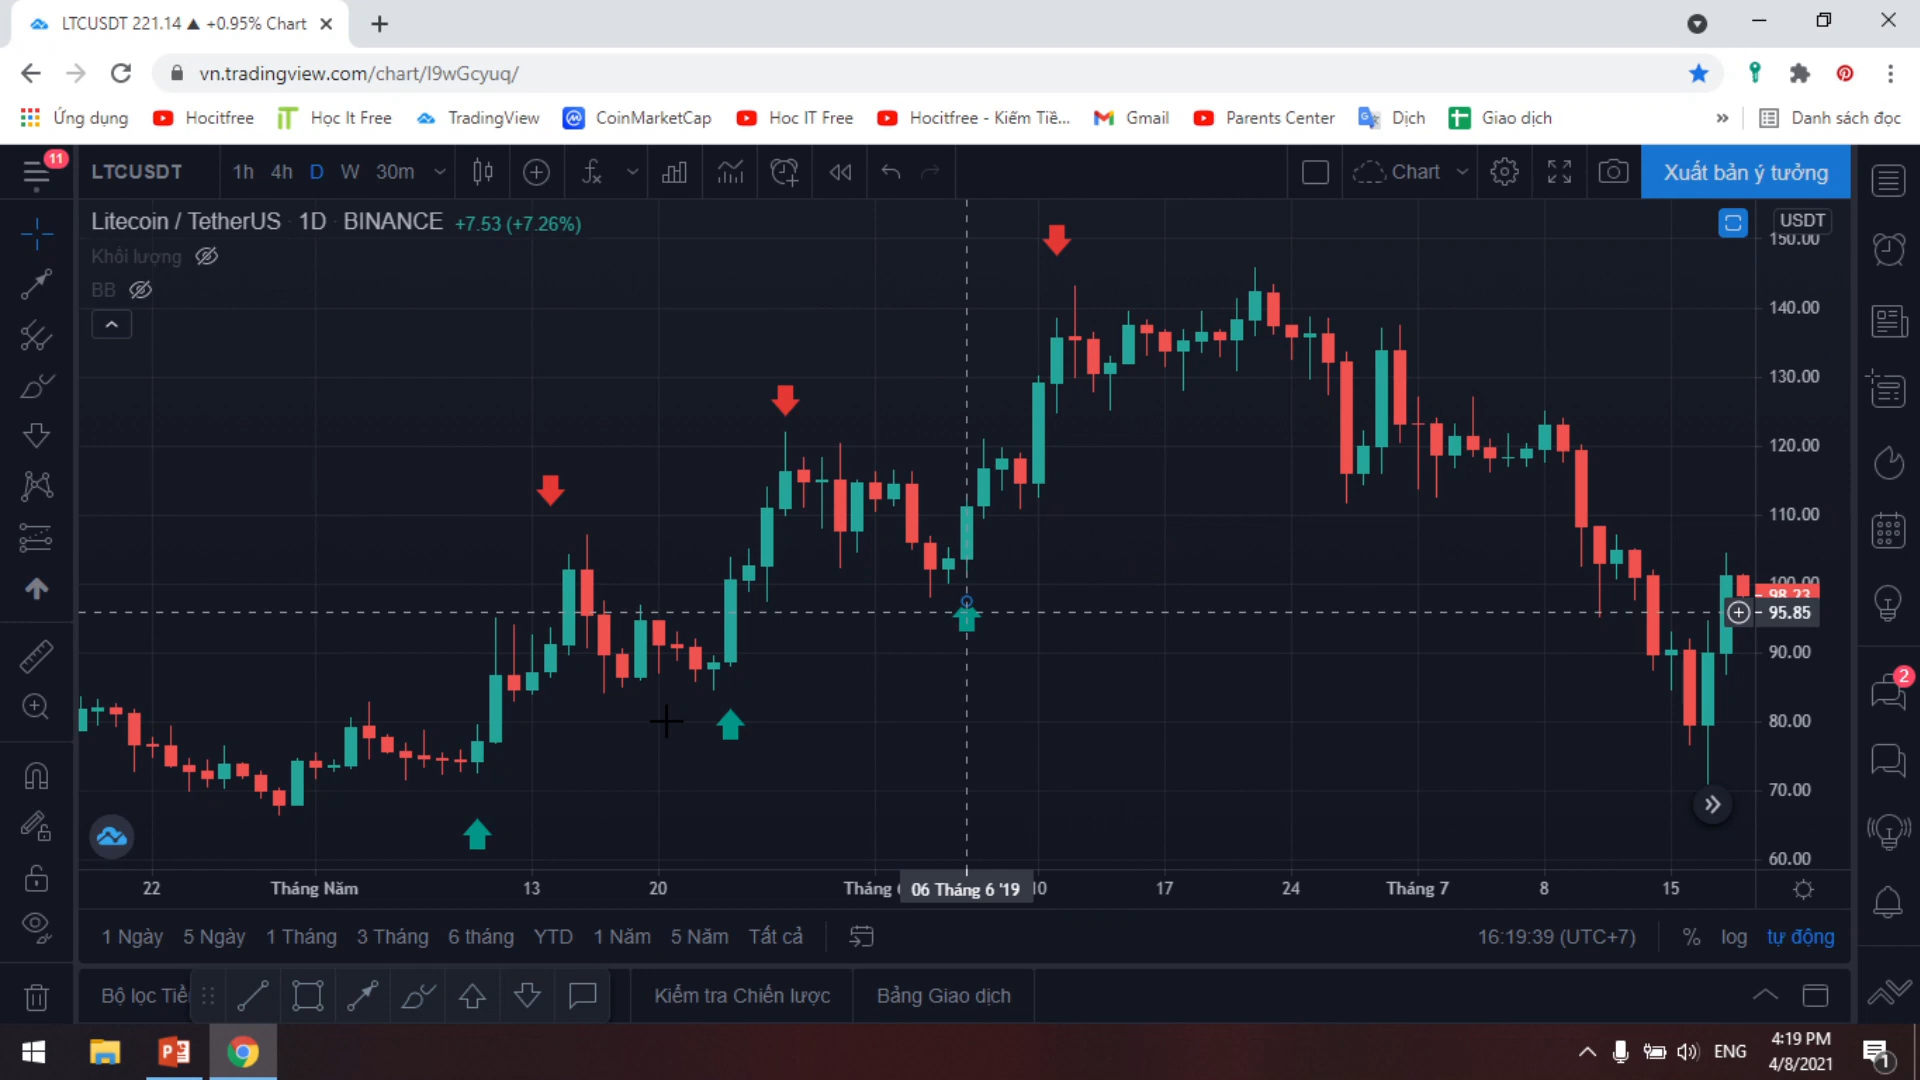 LTCUSDT 221.14 ▲ +0.95% Chart
vn.tradingview.com/chart/I9wGcyuq/
Ứng dụng Hocitfree Học It Free TradingView CoinMarketCap Hoc IT Free Hocitfree - Kiếm Tiề... Gmail Parents Center Dịch Giao dịch » Danh sách đọc
11 LTCUSDT 1h 4h D W 30m Chart Xuất bản ý tưởng
Litecoin / TetherUS 1D BINANCE +7.53 (+7.26%)
USDT
Khối lượng
BB
150.00
140.00
130.00
120.00
110.00
100.00
98.23
95.85
90.00
80.00
70.00
60.00
2
22 Tháng Năm 13 20 Tháng 06 Tháng 6 '19 10 17 24 Tháng 7 8 15
1 Ngày 5 Ngày 1 Tháng 3 Tháng 6 tháng YTD 1 Năm 5 Năm Tất cả 16:19:39 (UTC+7) % log tự động
Bộ lọc Tiề Kiểm tra Chiến lược Bảng Giao dịch
ENG
4:19 PM
4/8/2021
1